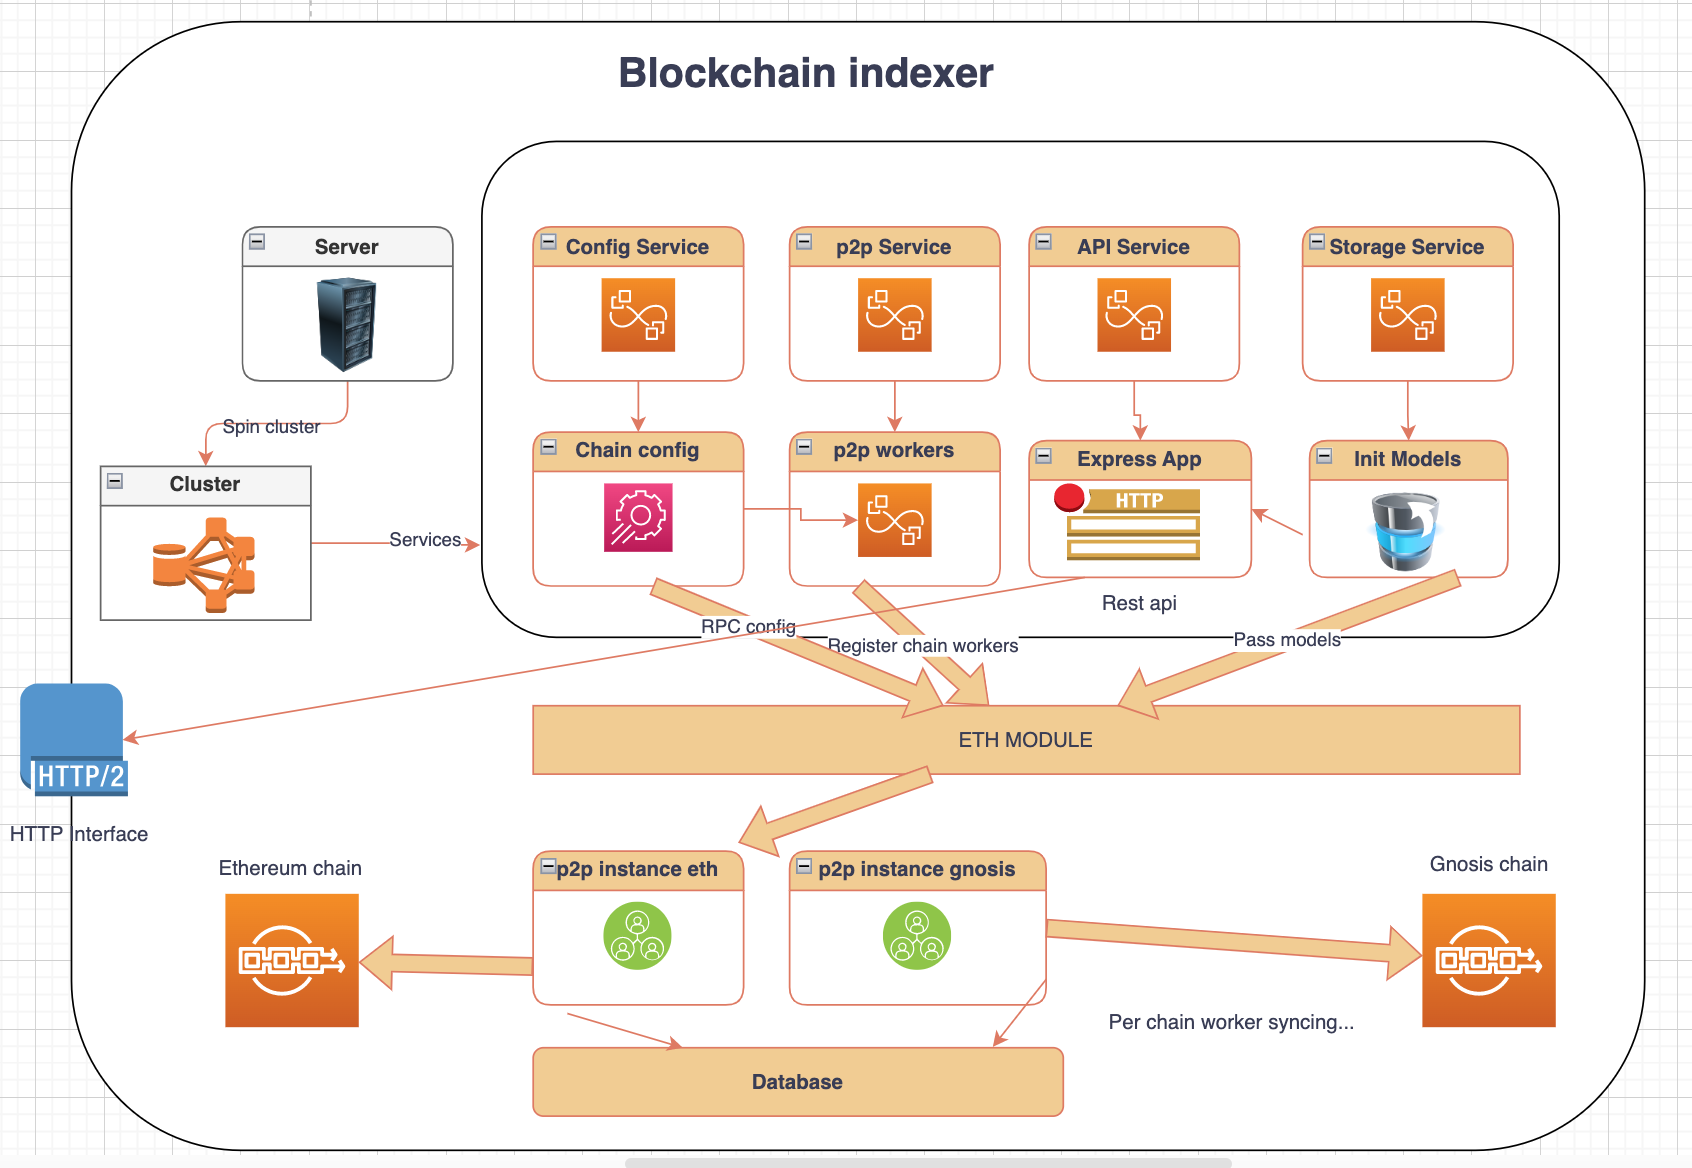 Blockchain indexer
Server
Config Service
p2p Service
API Service
Storage Service
Spin cluster
Chain config
p2p workers
Express App
Init Models
Cluster
HTTP
Services
Rest api
RPC config
Register chain workers
Pass models
ETH MODULE
HTTP/2
HTTP Interface
Ethereum chain
p2p instance eth
p2p instance gnosis
Gnosis chain
Per chain worker syncing...
Database